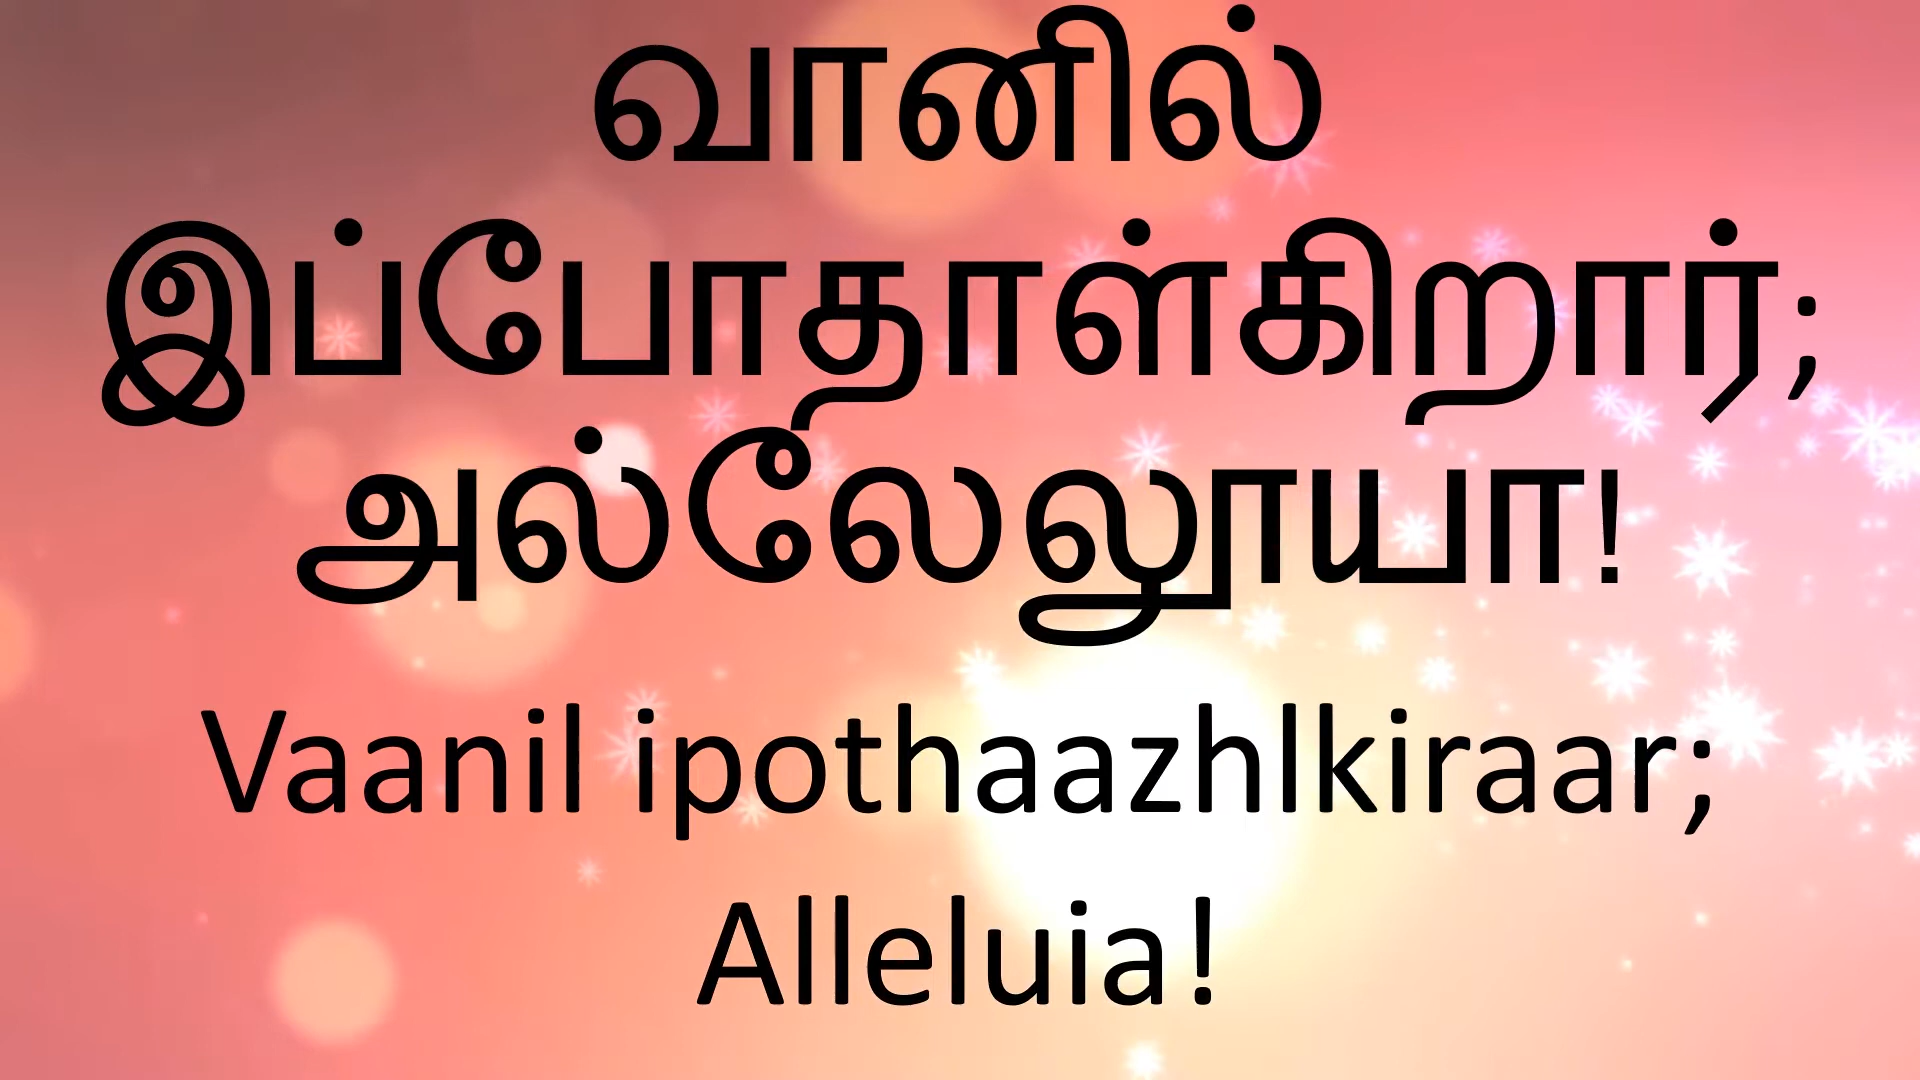 வானில்
இப்போதாள்கிறார்;
அல்லேலூயா!
Vaanil ipothaazhlkiraar;
Alleluia!